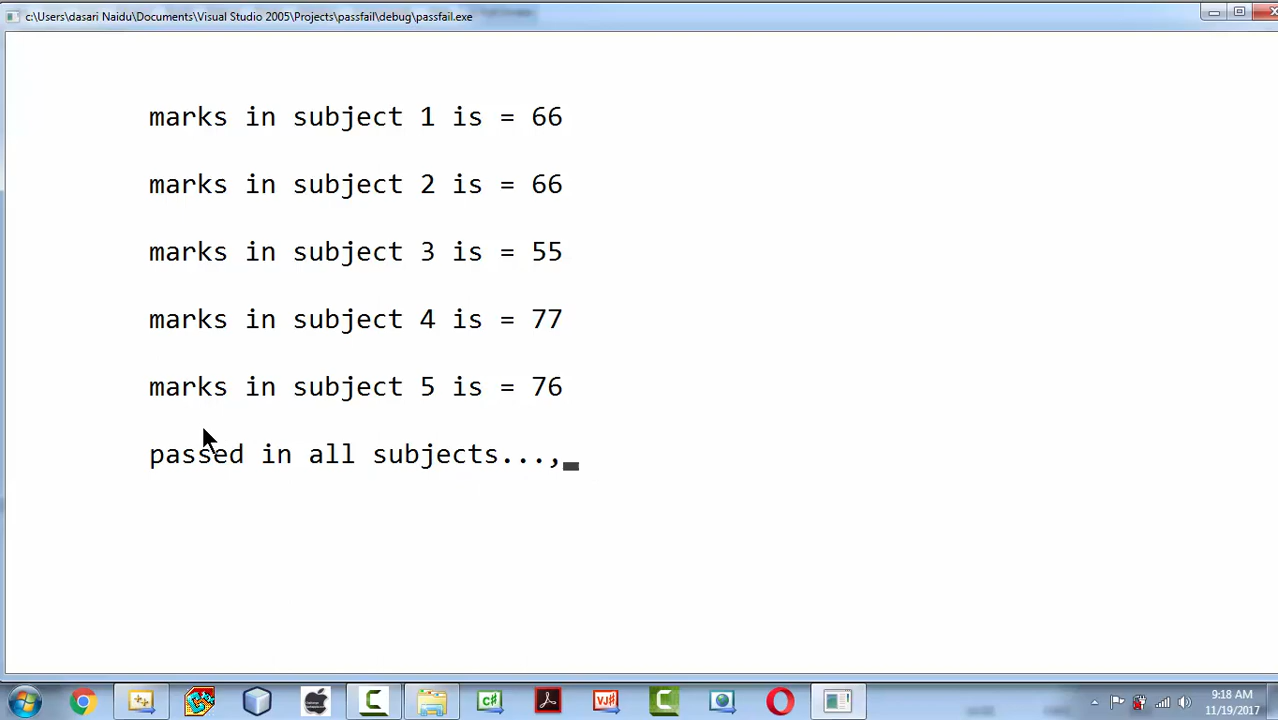 c:\Users\dasari Naidu\Documents\Visual Studio 2005\Projects\passfail\debug\passfail.exe
marks in subject 1 is = 66
marks in subject 2 is = 66
marks in subject 3 is = 55
marks in subject 4 is = 77
marks in subject 5 is = 76
passed in all subjects...,
C#
VJ#
9:18 AM
11/19/2017